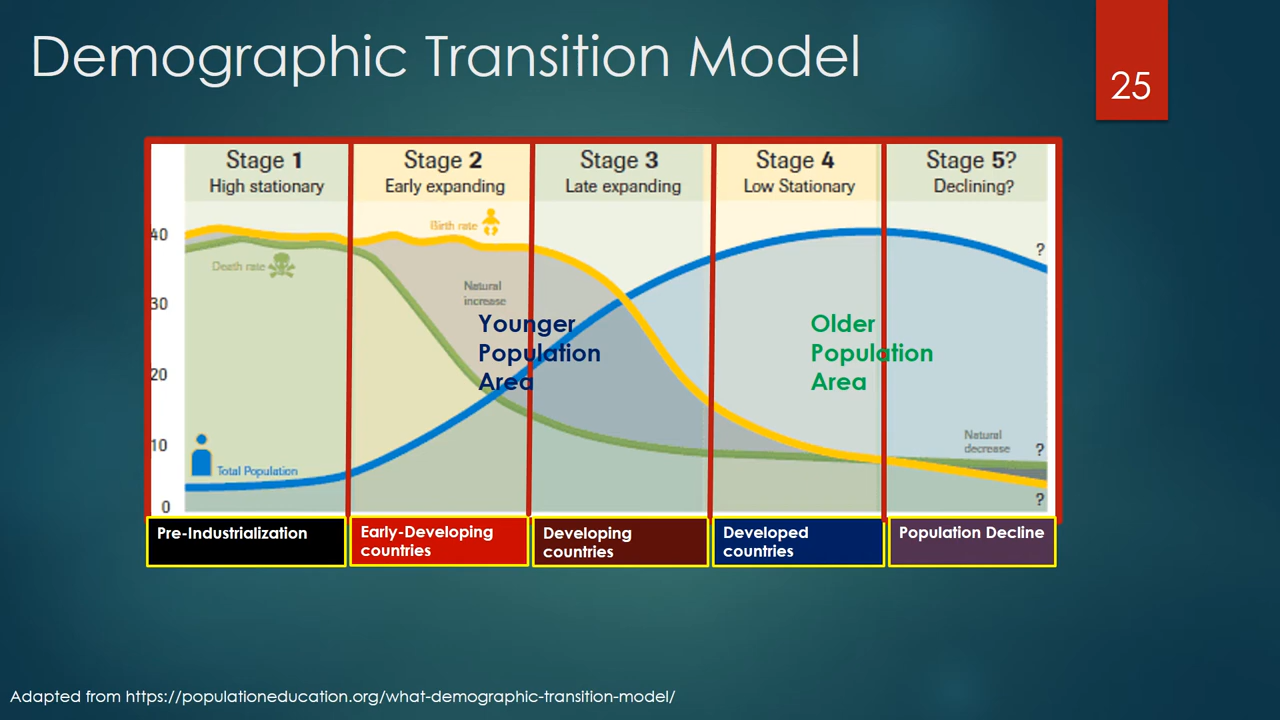 Demographic Transition Model
25
Stage 1
High stationary
Stage 2
Early expanding
Stage 3
Late expanding
Stage 4
Low Stationary
Stage 5?
Declining?
40
30
20
10
0
Birth rate
Death rate
Natural
increase
Younger
Population
Area
Older
Population
Area
Total Population
Natural
decrease
?
?
?
Pre-Industrialization
Early-Developing
countries
Developing
countries
Developed
countries
Population Decline
Adapted from https://populationeducation.org/what-demographic-transition-model/